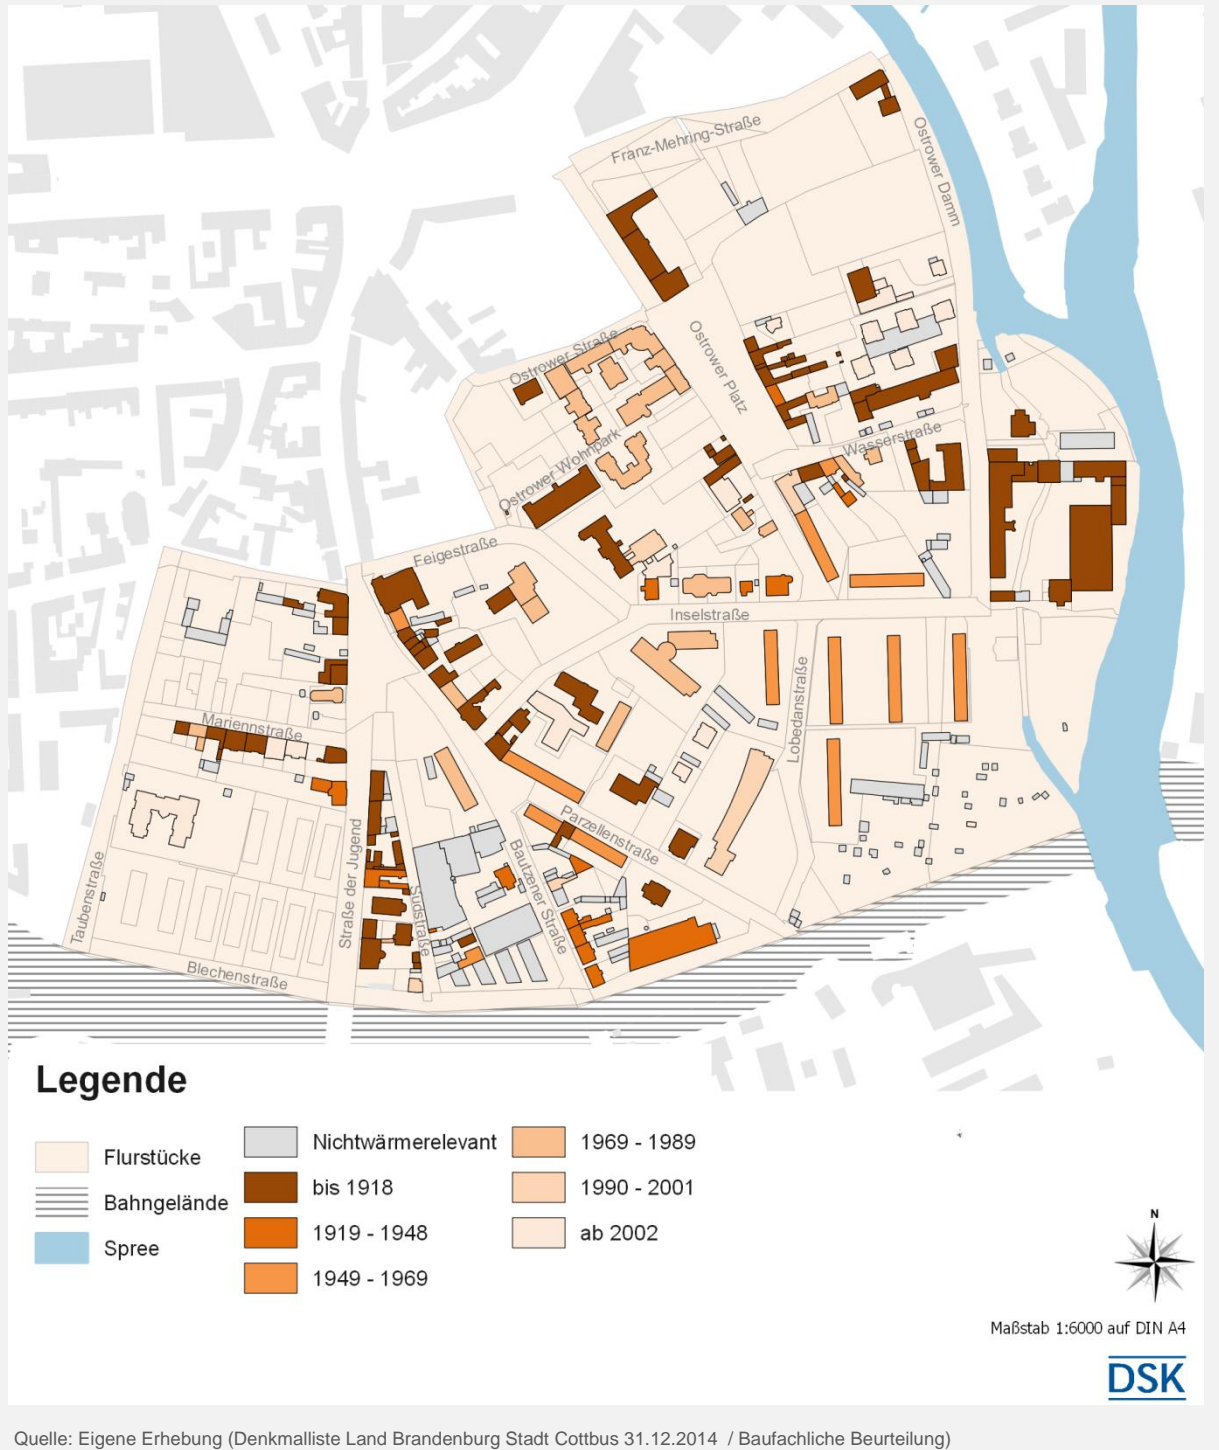 Franz-Mehring-Straße
Ostrower Damm
Ostrower Straße
Ostrower Platz
Ostrower Wohnpark
Wasserstraße
Feigestraße
Inselstraße
Lobedanstraße
Mariennstraße
Parzellenstraße
Bautzener Straße
Südstraße
Straße der Jugend
Taubenstraße
Blechenstraße
Legende
Flurstücke
Bahngelände
Spree
Nichtwärmerelevant
bis 1918
1919 - 1948
1949 - 1969
1969 - 1989
1990 - 2001
ab 2002
N
Maßstab 1:6000 auf DIN A4
DSK
Quelle: Eigene Erhebung (Denkmalliste Land Brandenburg Stadt Cottbus 31.12.2014 / Baufachliche Beurteilung)